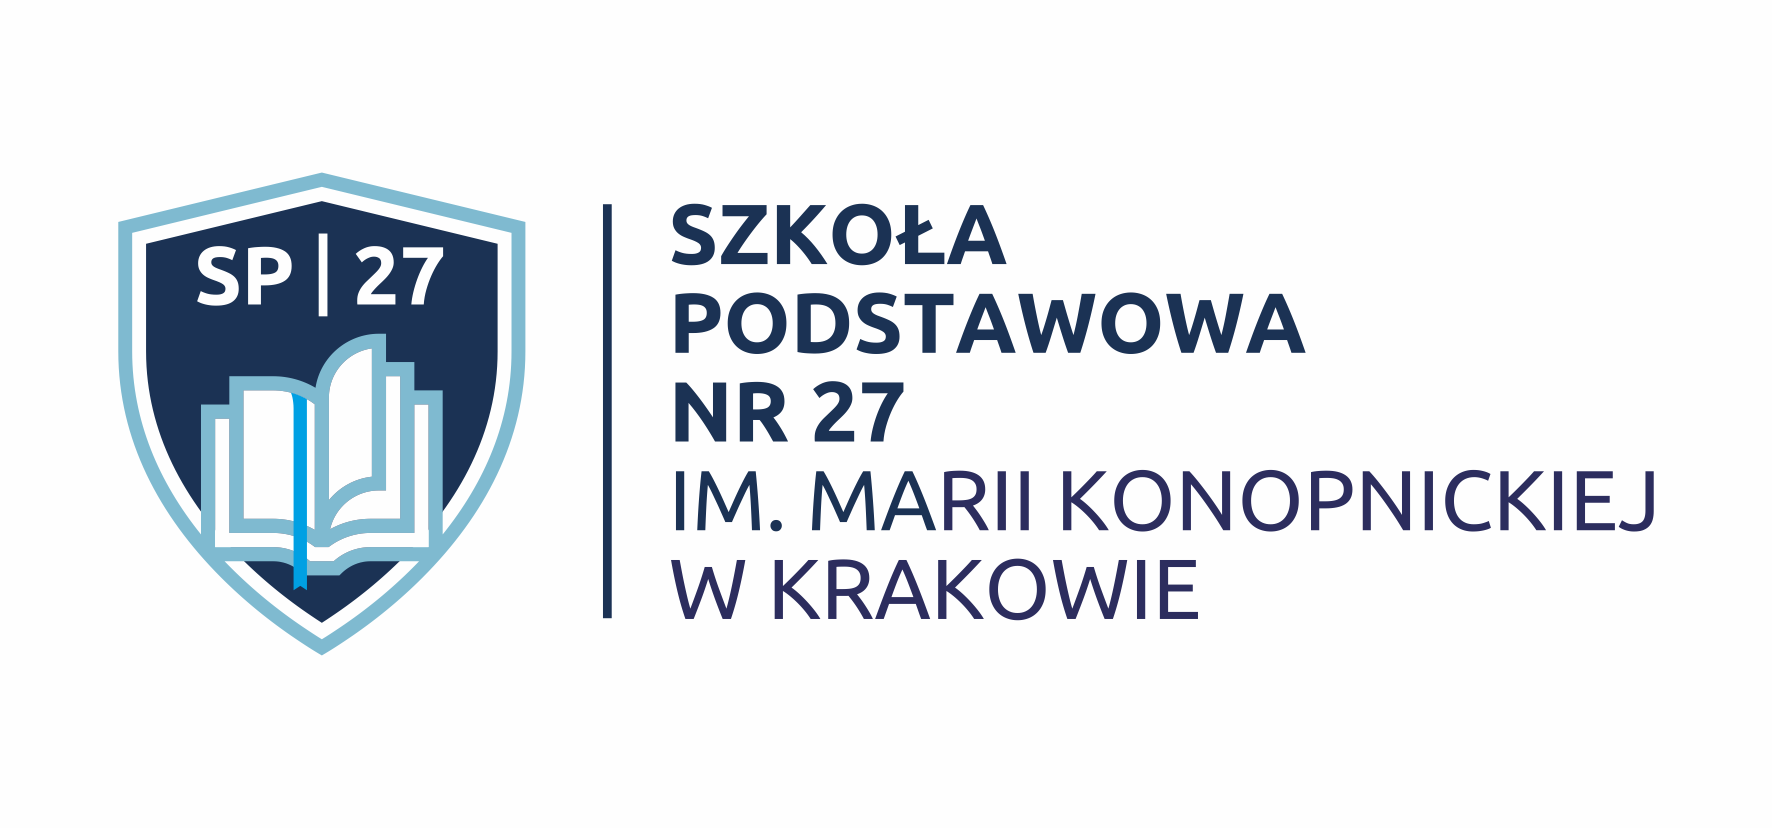 SP | 27
SZKOŁA
PODSTAWOWA
NR 27
IM. MARII KONOPNICKIEJ
W KRAKOWIE